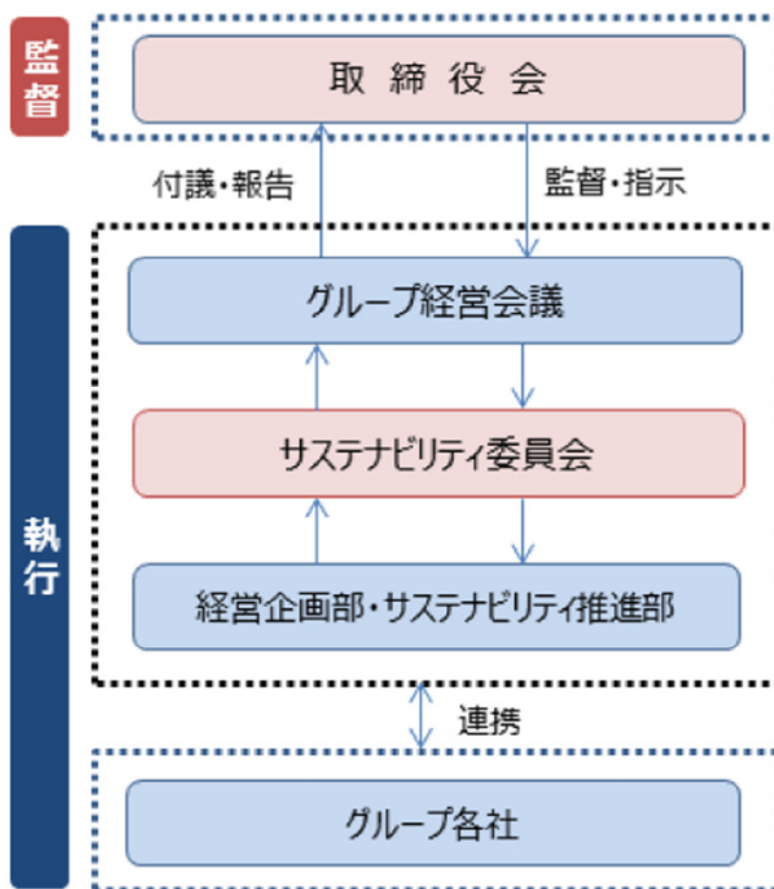 監督
取締役会
付議・報告
監督・指示
執行
グループ経営会議
サステナビリティ委員会
経営企画部・サステナビリティ推進部
連携
グループ各社